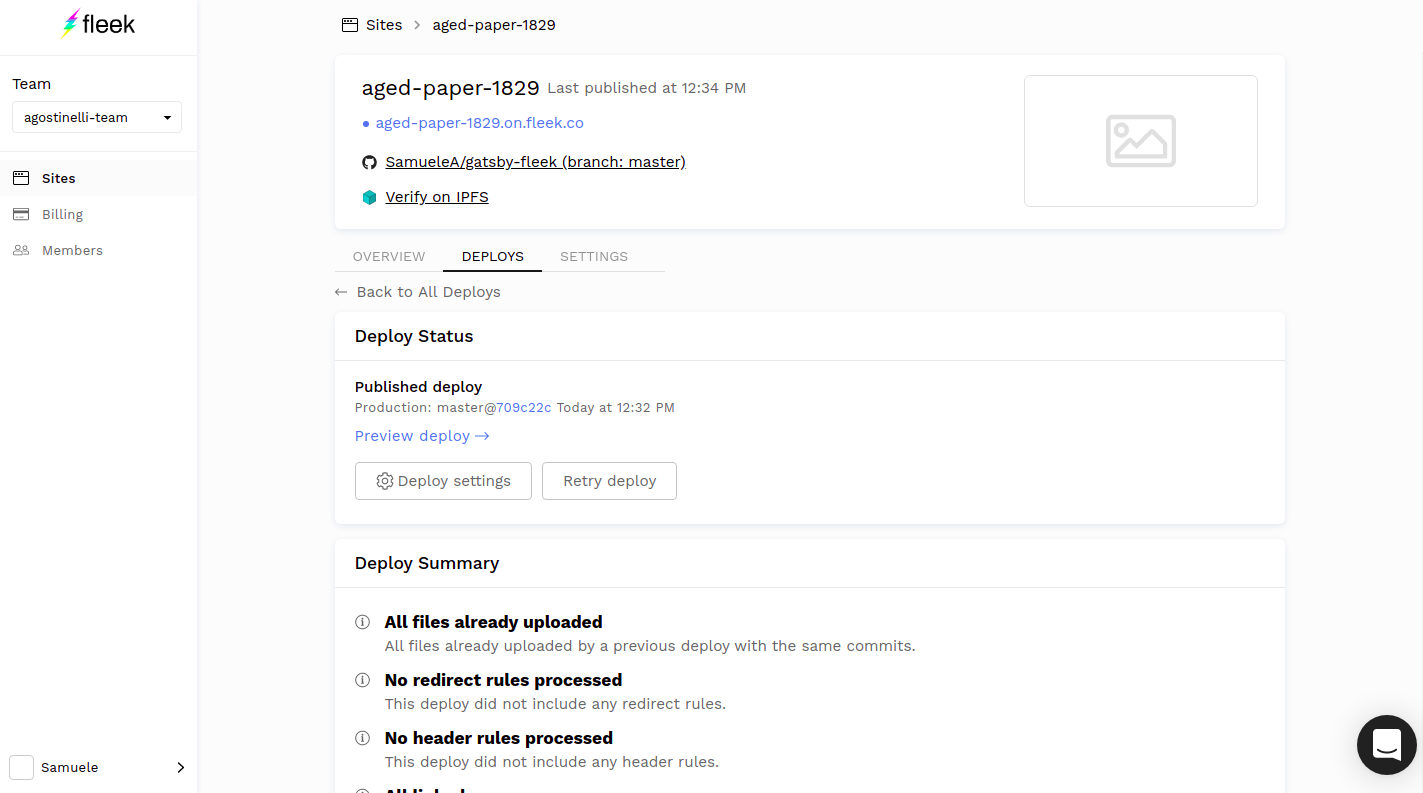 fleek
Team
agostinelli-team
Sites
Billing
Members
Samuele
Sites > aged-paper-1829
aged-paper-1829 Last published at 12:34 PM
• aged-paper-1829.on.fleek.co
SamueleA/gatsby-fleek (branch: master)
Verify on IPFS
OVERVIEW DEPLOYS SETTINGS
← Back to All Deploys
Deploy Status
Published deploy
Production: master@709c22c Today at 12:32 PM
Preview deploy →
Deploy settings Retry deploy
Deploy Summary
All files already uploaded
All files already uploaded by a previous deploy with the same commits.
No redirect rules processed
This deploy did not include any redirect rules.
No header rules processed
This deploy did not include any header rules.